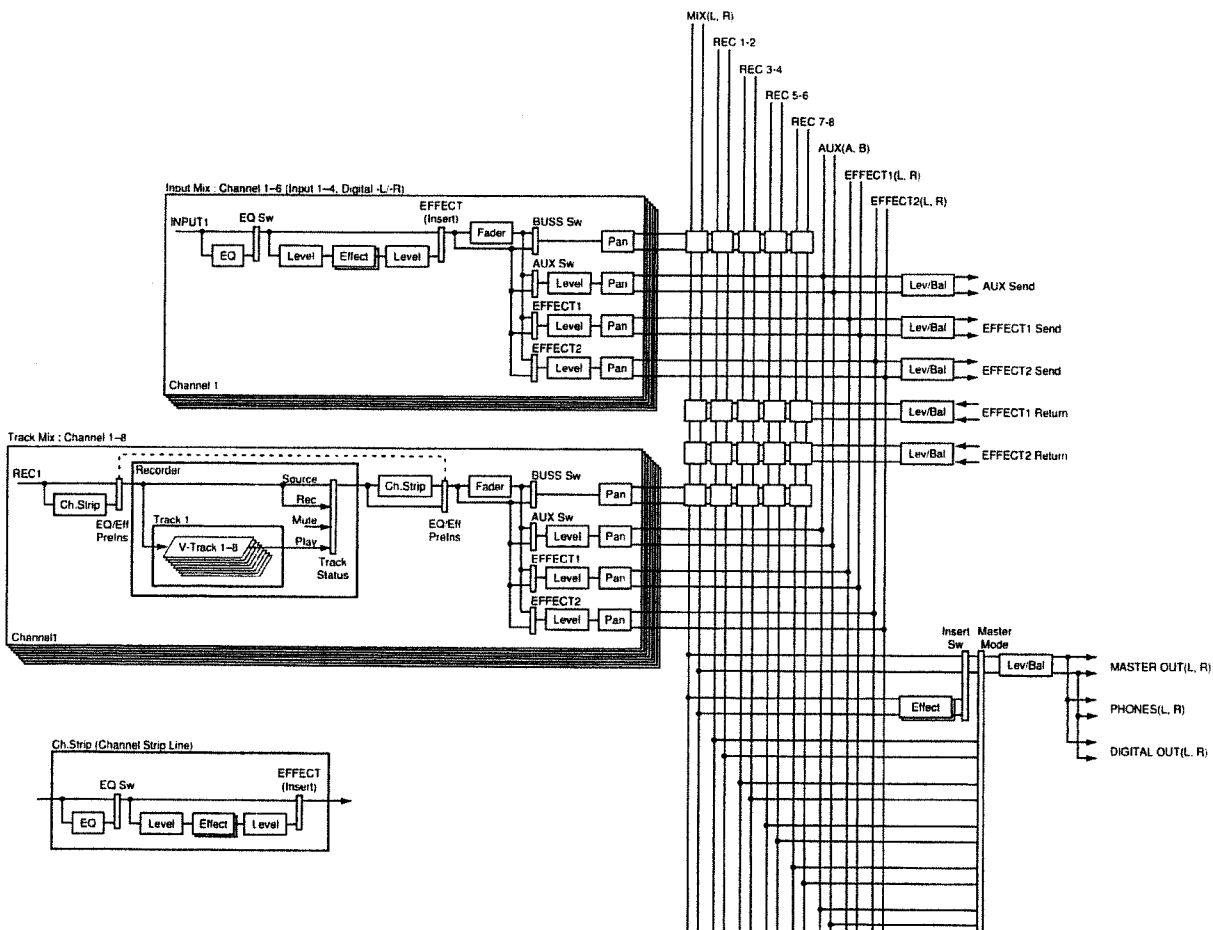 MIX(L, R)
REC 1-2
REC 3-4
REC 5-6
REC 7-8
AUX(A, B)
EFFECT1(L, R)
EFFECT2(L, R)
Input Mix : Channel 1–6 (Input 1–4, Digital -L/-R)
INPUT1
EQ Sw
EFFECT
(Insert)
EQ
Level
Effect
Level
Fader
BUSS Sw
Pan
AUX Sw
Level
Pan
EFFECT1
Level
Pan
EFFECT2
Level
Pan
Channel 1
Lev/Bal
AUX Send
Lev/Bal
EFFECT1 Send
Lev/Bal
EFFECT2 Send
Lev/Bal
EFFECT1 Return
Lev/Bal
EFFECT2 Return
Track Mix : Channel 1–8
REC1
Ch.Strip
EQ/Eff
PreIns
Recorder
Source
Rec
Mute
Play
Track 1
V-Track 1–8
Track
Status
Ch.Strip
EQ/Eff
PreIns
Fader
BUSS Sw
Pan
AUX Sw
Level
Pan
EFFECT1
Level
Pan
EFFECT2
Level
Pan
Channel1
Insert
Sw
Master
Mode
Lev/Bal
Effect
MASTER OUT(L, R)
PHONES(L, R)
DIGITAL OUT(L, R)
Ch.Strip (Channel Strip Line)
EQ Sw
EFFECT
(Insert)
EQ
Level
Effect
Level